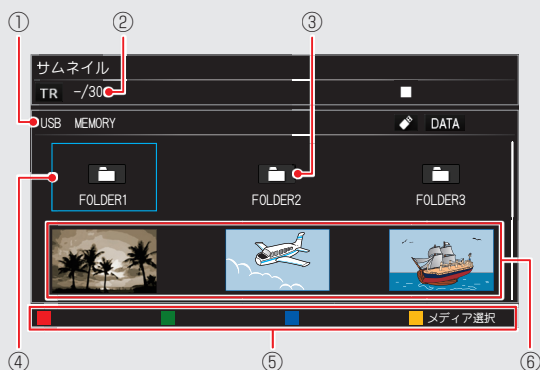 ① ② ③
サムネイル
TR -/30
USB MEMORY DATA
FOLDER1 FOLDER2 FOLDER3
メディア選択
④ ⑤ ⑥